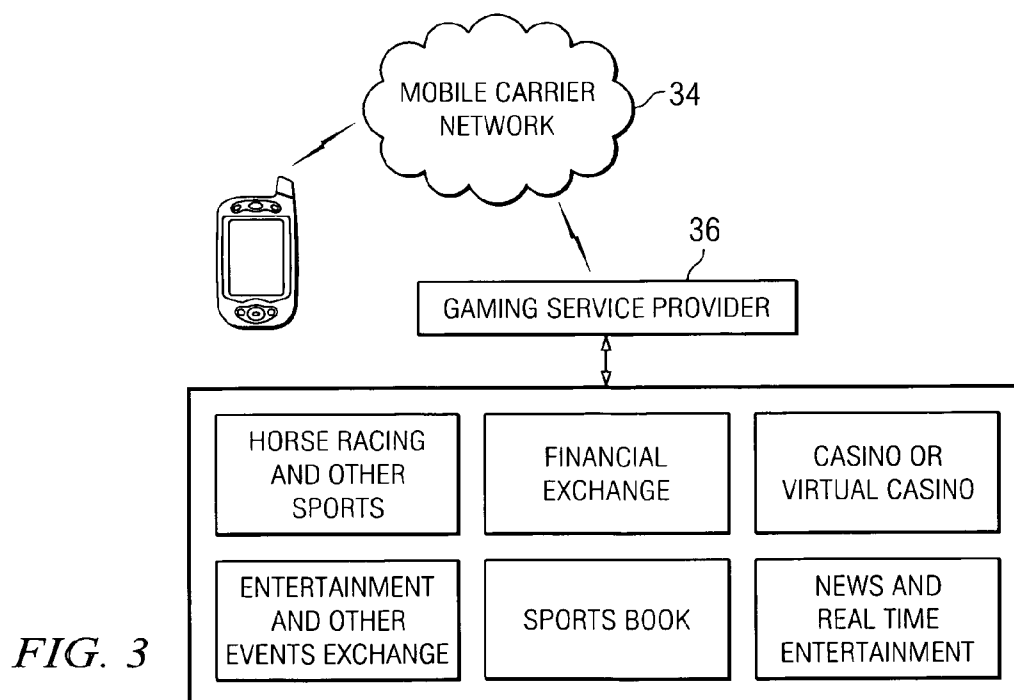 MOBILE CARRIER
NETWORK
34
36
GAMING SERVICE PROVIDER
HORSE RACING
AND OTHER
SPORTS
FINANCIAL
EXCHANGE
CASINO OR
VIRTUAL CASINO
ENTERTAINMENT
AND OTHER
EVENTS EXCHANGE
SPORTS BOOK
NEWS AND
REAL TIME
ENTERTAINMENT
FIG. 3